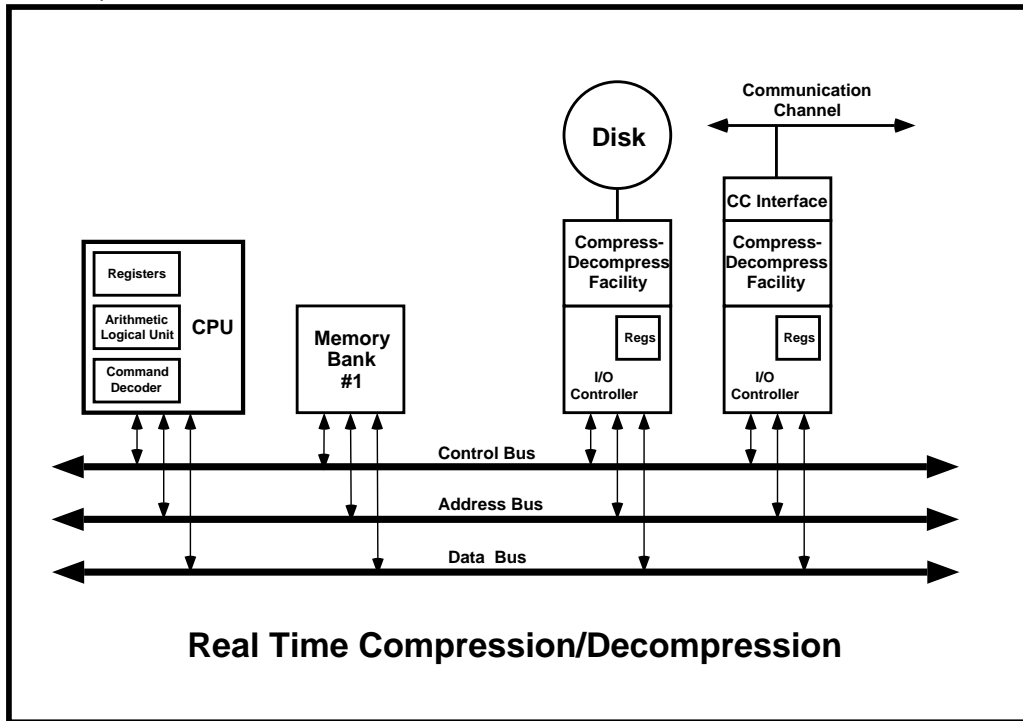 Communication
Channel
Disk
CC Interface
Compress-
Decompress
Facility
Compress-
Decompress
Facility
Registers
Arithmetic
Logical Unit
CPU
Command
Decoder
Memory
Bank
#1
Regs
I/O
Controller
Regs
I/O
Controller
Control Bus
Address Bus
Data Bus
Real Time Compression/Decompression